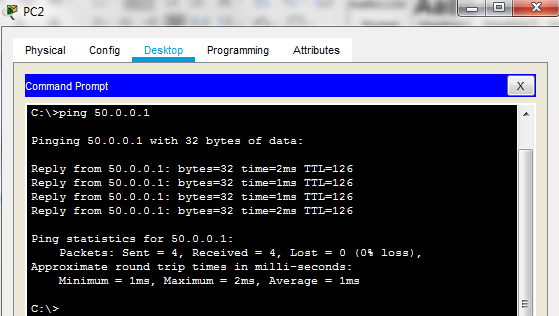 PC2
Physical Config Desktop Programming Attributes
Command Prompt
X
C:\>ping 50.0.0.1
Pinging 50.0.0.1 with 32 bytes of data:
Reply from 50.0.0.1: bytes=32 time=2ms TTL=126
Reply from 50.0.0.1: bytes=32 time=1ms TTL=126
Reply from 50.0.0.1: bytes=32 time=1ms TTL=126
Reply from 50.0.0.1: bytes=32 time=2ms TTL=126
Ping statistics for 50.0.0.1:
    Packets: Sent = 4, Received = 4, Lost = 0 (0% loss),
Approximate round trip times in milli-seconds:
    Minimum = 1ms, Maximum = 2ms, Average = 1ms
C:\>